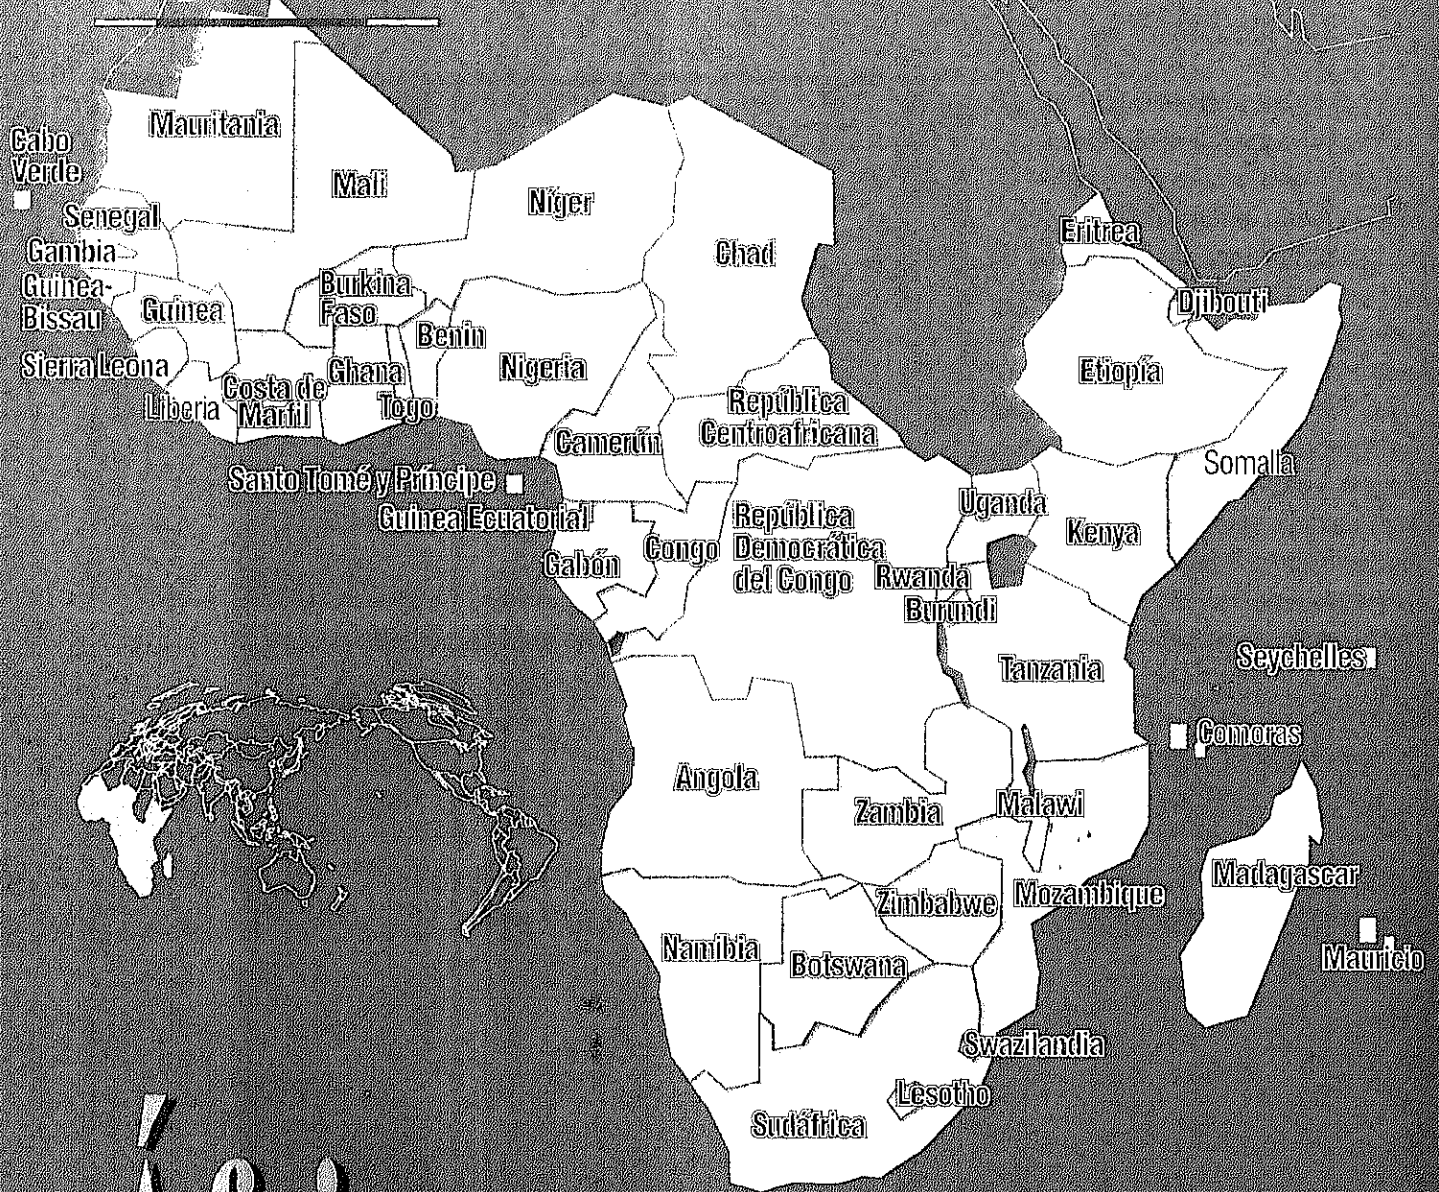 Mauritania
Cabo
Verde
Mali
Níger
Senegal
Eritrea
Gambia
Chad
Guinea-
Bissau
Burkina
Faso
Guinea
Djibouti
Benin
Sierra Leona
Ghana
Nigeria
Etiopía
Costa de
Marfil
Liberia
Togo
República
Centroafricana
Camerún
Somalia
Santo Tomé y Príncipe
Uganda
Guinea Ecuatorial
República
Democrática
del Congo
Kenya
Congo
Gabón
Rwanda
Burundi
Seychelles
Tanzania
Comoras
Angola
Malawi
Zambia
Madagascar
Mozambique
Zimbabwe
Namibia
Botswana
Mauricio
Swazilandia
Lesotho
Sudáfrica